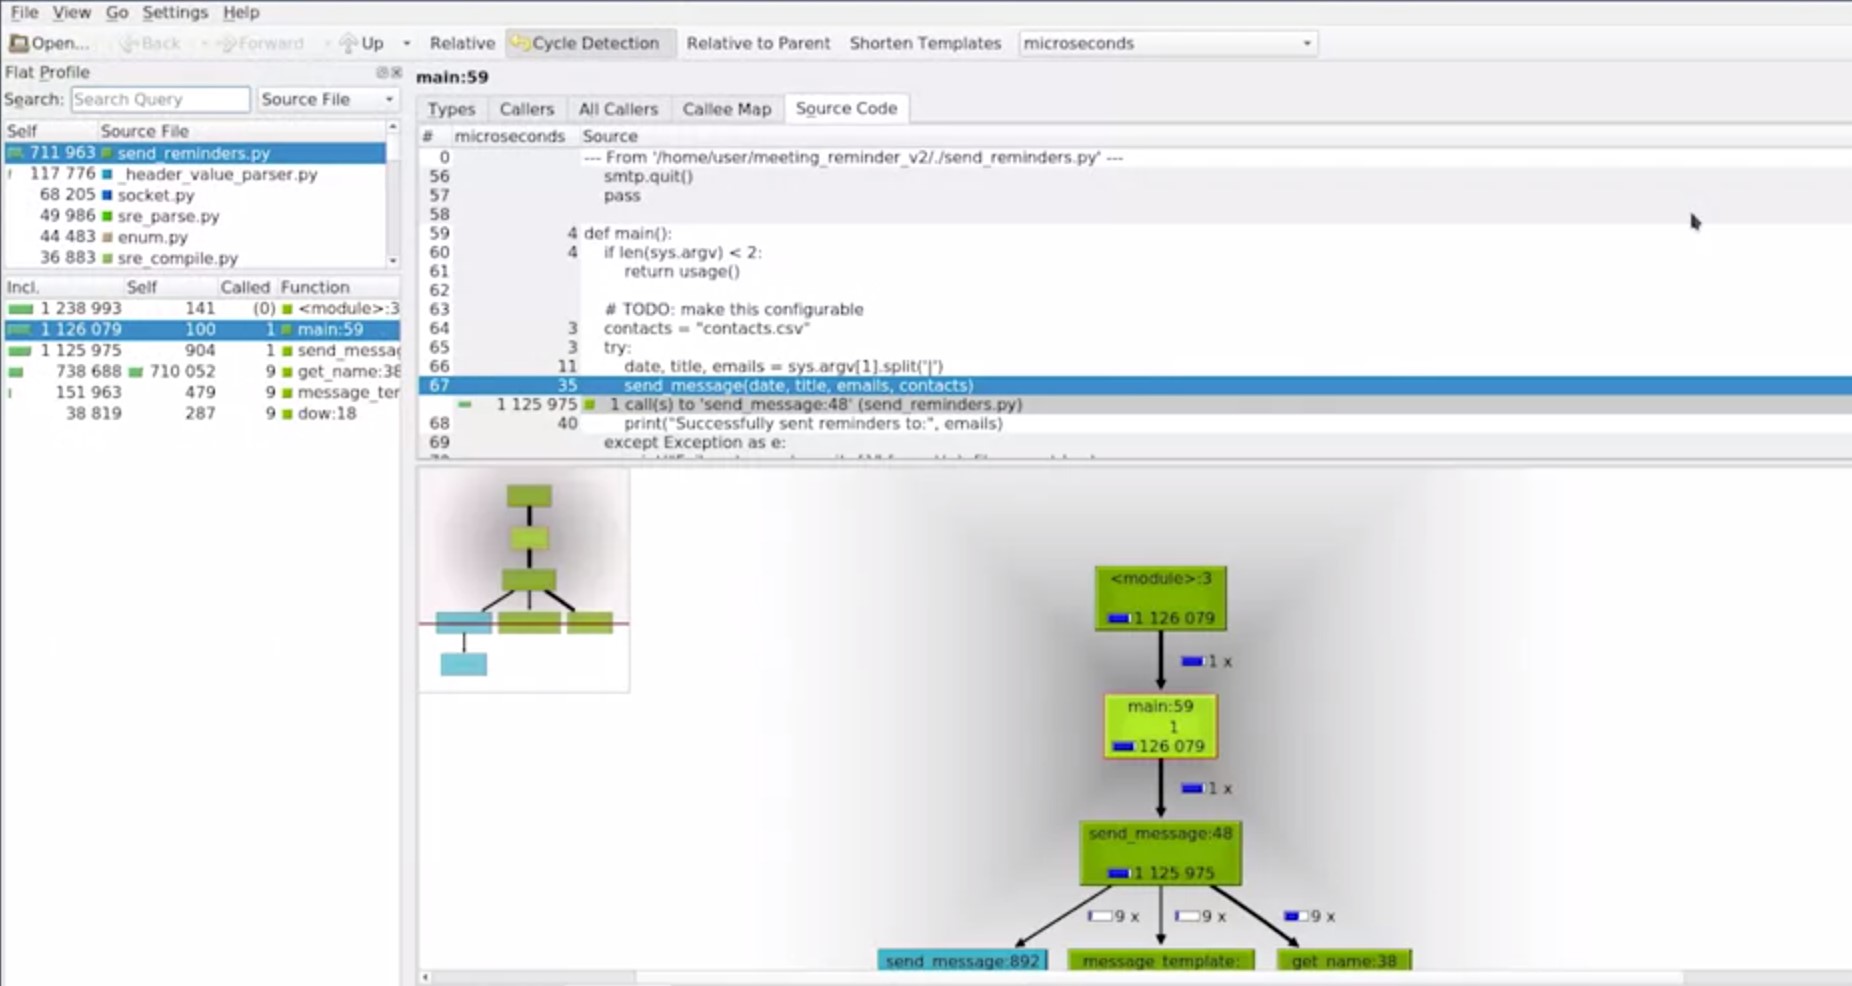 File View Go Settings Help
Open... Back Forward Up Relative Cycle Detection Relative to Parent Shorten Templates microseconds
Flat Profile
Search: Search Query Source File
Self Source File
711 963 send_reminders.py
117 776 _header_value_parser.py
68 205 socket.py
49 986 sre_parse.py
44 483 enum.py
36 883 sre_compile.py
Incl. Self Called Function
1 238 993 141 (0) <module>:3
1 126 079 100 1 main:59
1 125 975 904 1 send_messag
738 688 710 052 9 get_name:38
151 963 479 9 message_ter
38 819 287 9 dow:18
main:59
Types Callers All Callers Callee Map Source Code
# microseconds Source
0 --- From '/home/user/meeting_reminder_v2/./send_reminders.py' ---
56 smtp.quit()
57 pass
58
59 4 def main():
60 4 if len(sys.argv) < 2:
61 return usage()
62
63 # TODO: make this configurable
64 3 contacts = "contacts.csv"
65 3 try:
66 11 date, title, emails = sys.argv[1].split('|')
67 35 send_message(date, title, emails, contacts)
1 125 975 1 call(s) to 'send_message:48' (send_reminders.py)
68 40 print("Successfully sent reminders to:", emails)
69 except Exception as e:
<module>:3
1 126 079
1 x
main:59
1
126 079
1 x
send_message:48
1 125 975
9 x 9 x 9 x
send_message:892 message_template: get_name:38